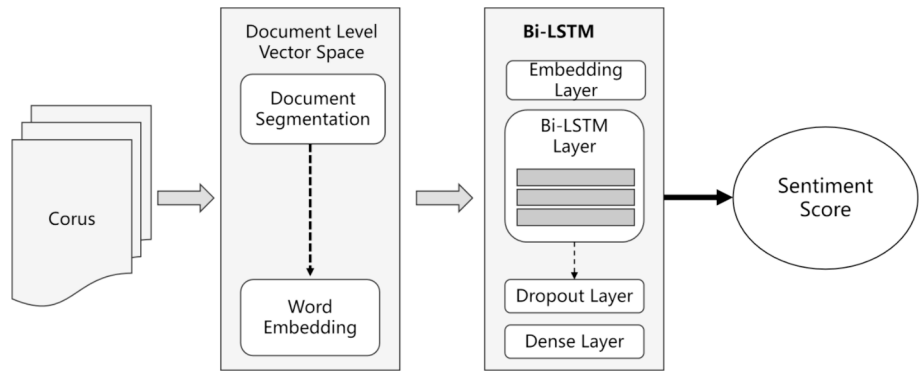 Corus
Document Level
Vector Space
Document
Segmentation
Word
Embedding
Bi-LSTM
Embedding
Layer
Bi-LSTM
Layer
Dropout Layer
Dense Layer
Sentiment
Score